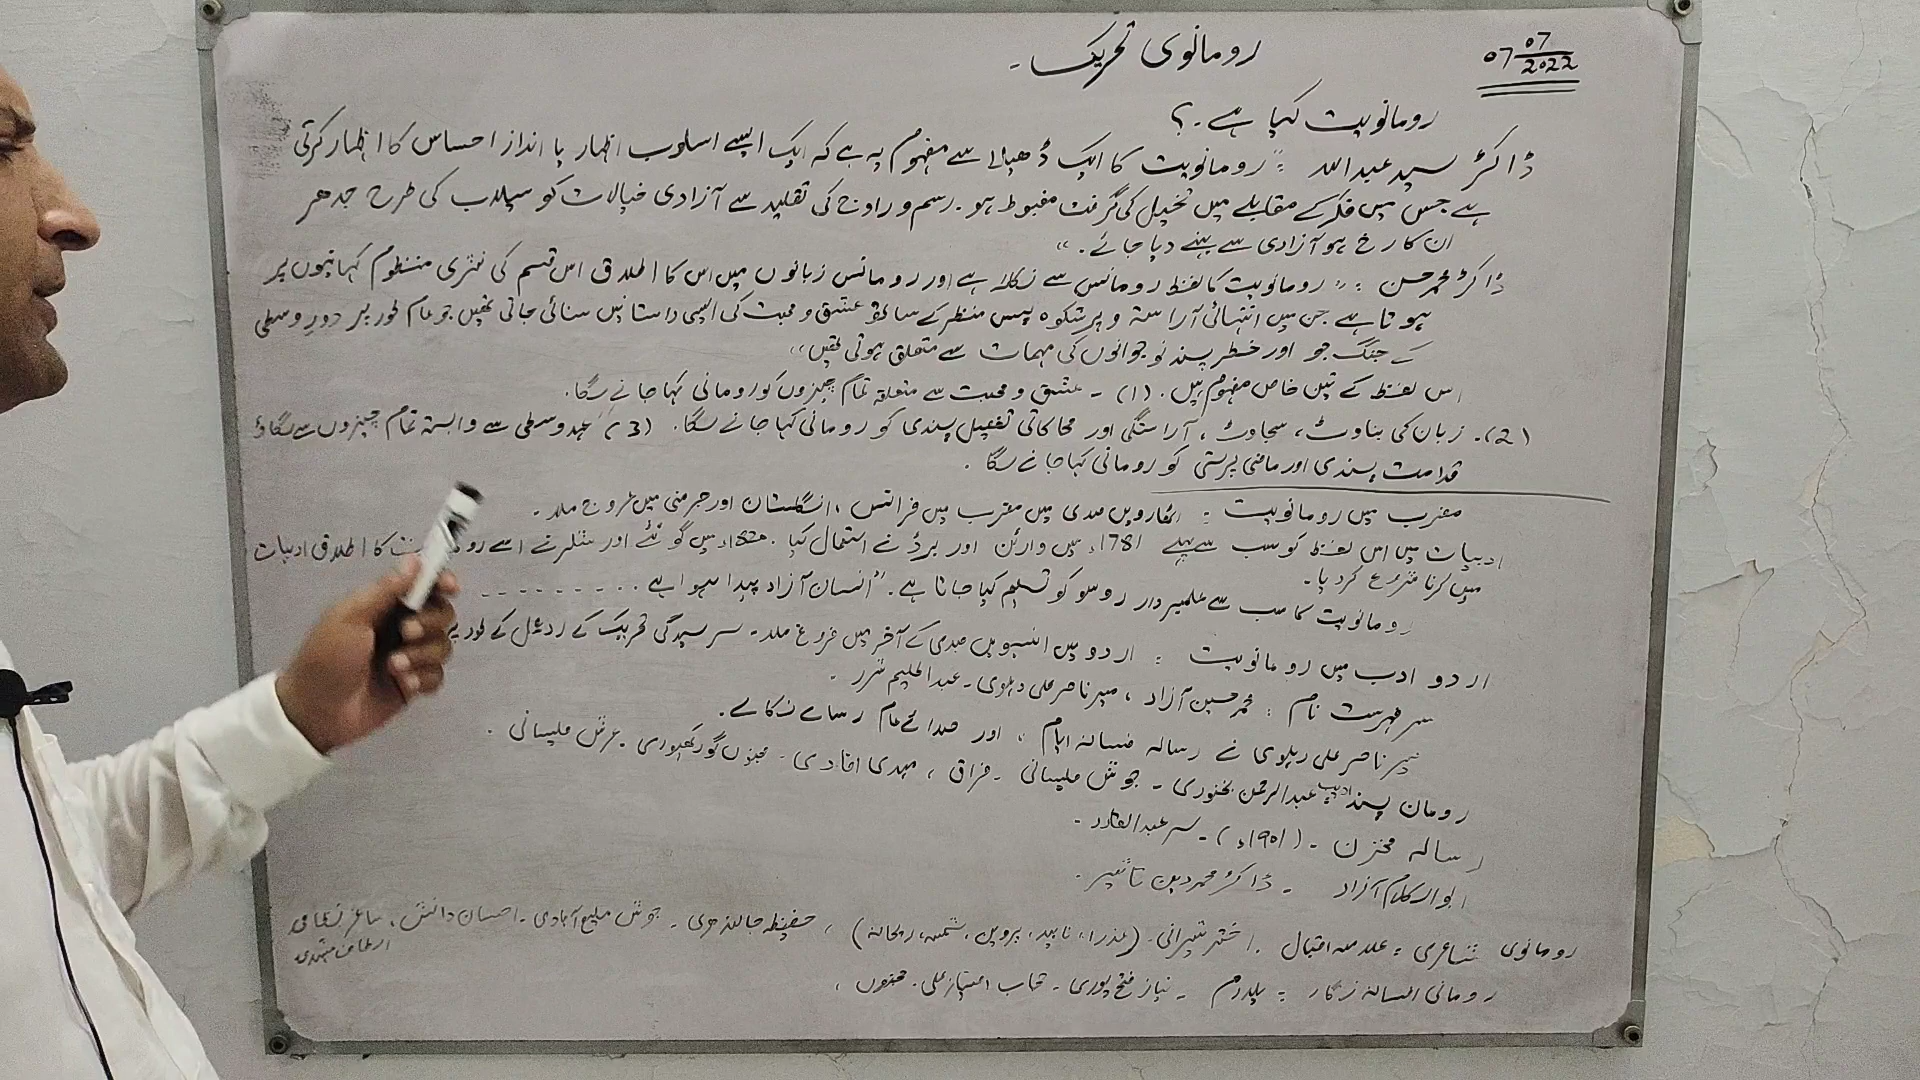 07 07/2022
رومانوی تحریک ۔
رومانویت کیا ہے ۔ ؟
ڈاکٹر سید عبداللہ : " رومانویت کا ایک ڈھیلا سے مفہوم یہ ہے کہ ایک ایسے اسلوب اظہار یا انداز احساس کا اظہار کرتی
ہے جس میں فکر کے مقابلے میں تخیل کی گرفت مضبوط ہو ۔ رسم و رواج کی تقلید سے آزادی خیالات کو سیلاب کی طرح جدھر
ان کا رخ ہو آزادی سے بہنے دیا جائے ۔ "
ڈاکٹر محمد حسن : " رومانویت کا لفظ رومانس سے نکلا ہے اور رومانس زبانوں میں اس کا اطلاق اس قسم کی نثری منظوم کہانیوں پر
ہوتا ہے جن میں انتہائی آراستہ و پرشکوہ پس منظر کے ساتھ عشق و محبت کی ایسی داستانیں سنائی جاتی تھیں جو عام طور پر دور وسطی
کے جنگ جو اور خطر پسند نوجوانوں کی مہمات سے متعلق ہوتی تھیں "
اس لفظ کے تین خاص مفہوم ہیں ۔ (1) ۔ عشق و محبت سے متعلقہ تمام چیزوں کو رومانی کہا جانے لگا ۔
(2) ۔ زبان کی بناوٹ ، سجاوٹ ، آراستگی اور محاکاتی تفصیل پسندی کو رومانی کہا جانے لگا ۔ (3) عہد وسطی سے وابستہ تمام چیزوں سے لگاؤ
قدامت پسندی اور ماضی پرستی کو رومانی کہا جانے لگا ۔
مغرب میں رومانویت : اٹھارویں صدی میں مغرب میں فرانس ، انگلستان اور جرمنی میں عروج ملا ۔
ادبیات میں اس لفظ کو سب سے پہلے 1781ء میں وارٹن اور ہرڈ نے استعمال کیا ۔ 1820ء میں گوئٹے اور شلر نے اسے کا اطلاق ادبیات
میں کرنا شروع کر دیا ۔
رومانویت کا سب سے علمبردار روسو کو تسلیم کیا جاتا ہے ۔ " انسان آزاد پیدا ہوا ہے ۔ ۔ ۔ ۔ ۔ ۔ ۔ ۔ ۔
اردو ادب میں رومانویت : اردو میں انیسویں صدی کے آخر میں فروغ ملا ۔ سرسید کی تحریک کے ردعمل کے طور پر
سر فہرست نام : محمد حسین آزاد ، میر ناصر علی دہلوی ۔ عبدالحلیم شرر ۔
میر ناصر علی دہلوی نے رسالہ فسانہ ایام ، اور صدائے عام رسالے نکالے ۔
رومان پسند ادیب : عبدالرحمن بجنوری ۔ جوش ملسیانی ۔ فراق ، مہدی افادی ۔ مجنوں گورکھپوری ۔ عرش ملسیانی ۔
رسالہ مخزن ۔ (1901ء) ۔ سر عبدالقادر ۔
ابوالکلام آزاد ۔ ڈاکٹر محمد دین تاثیر ۔
رومانوی شاعری : علامہ اقبال . اختر شیرانی ۔ (عذرا ، ناہید ، پروین ، شمسہ ، ریحانہ) ، حفیظ جالندھری ۔ جوش ملیح آبادی ۔ احسان دانش ، ساغر نظامی
الطاف مشہدی
رومانی افسانہ نگار : یلدرم ۔ نیاز فتح پوری ۔ حجاب امتیاز علی ۔ مجنوں ،